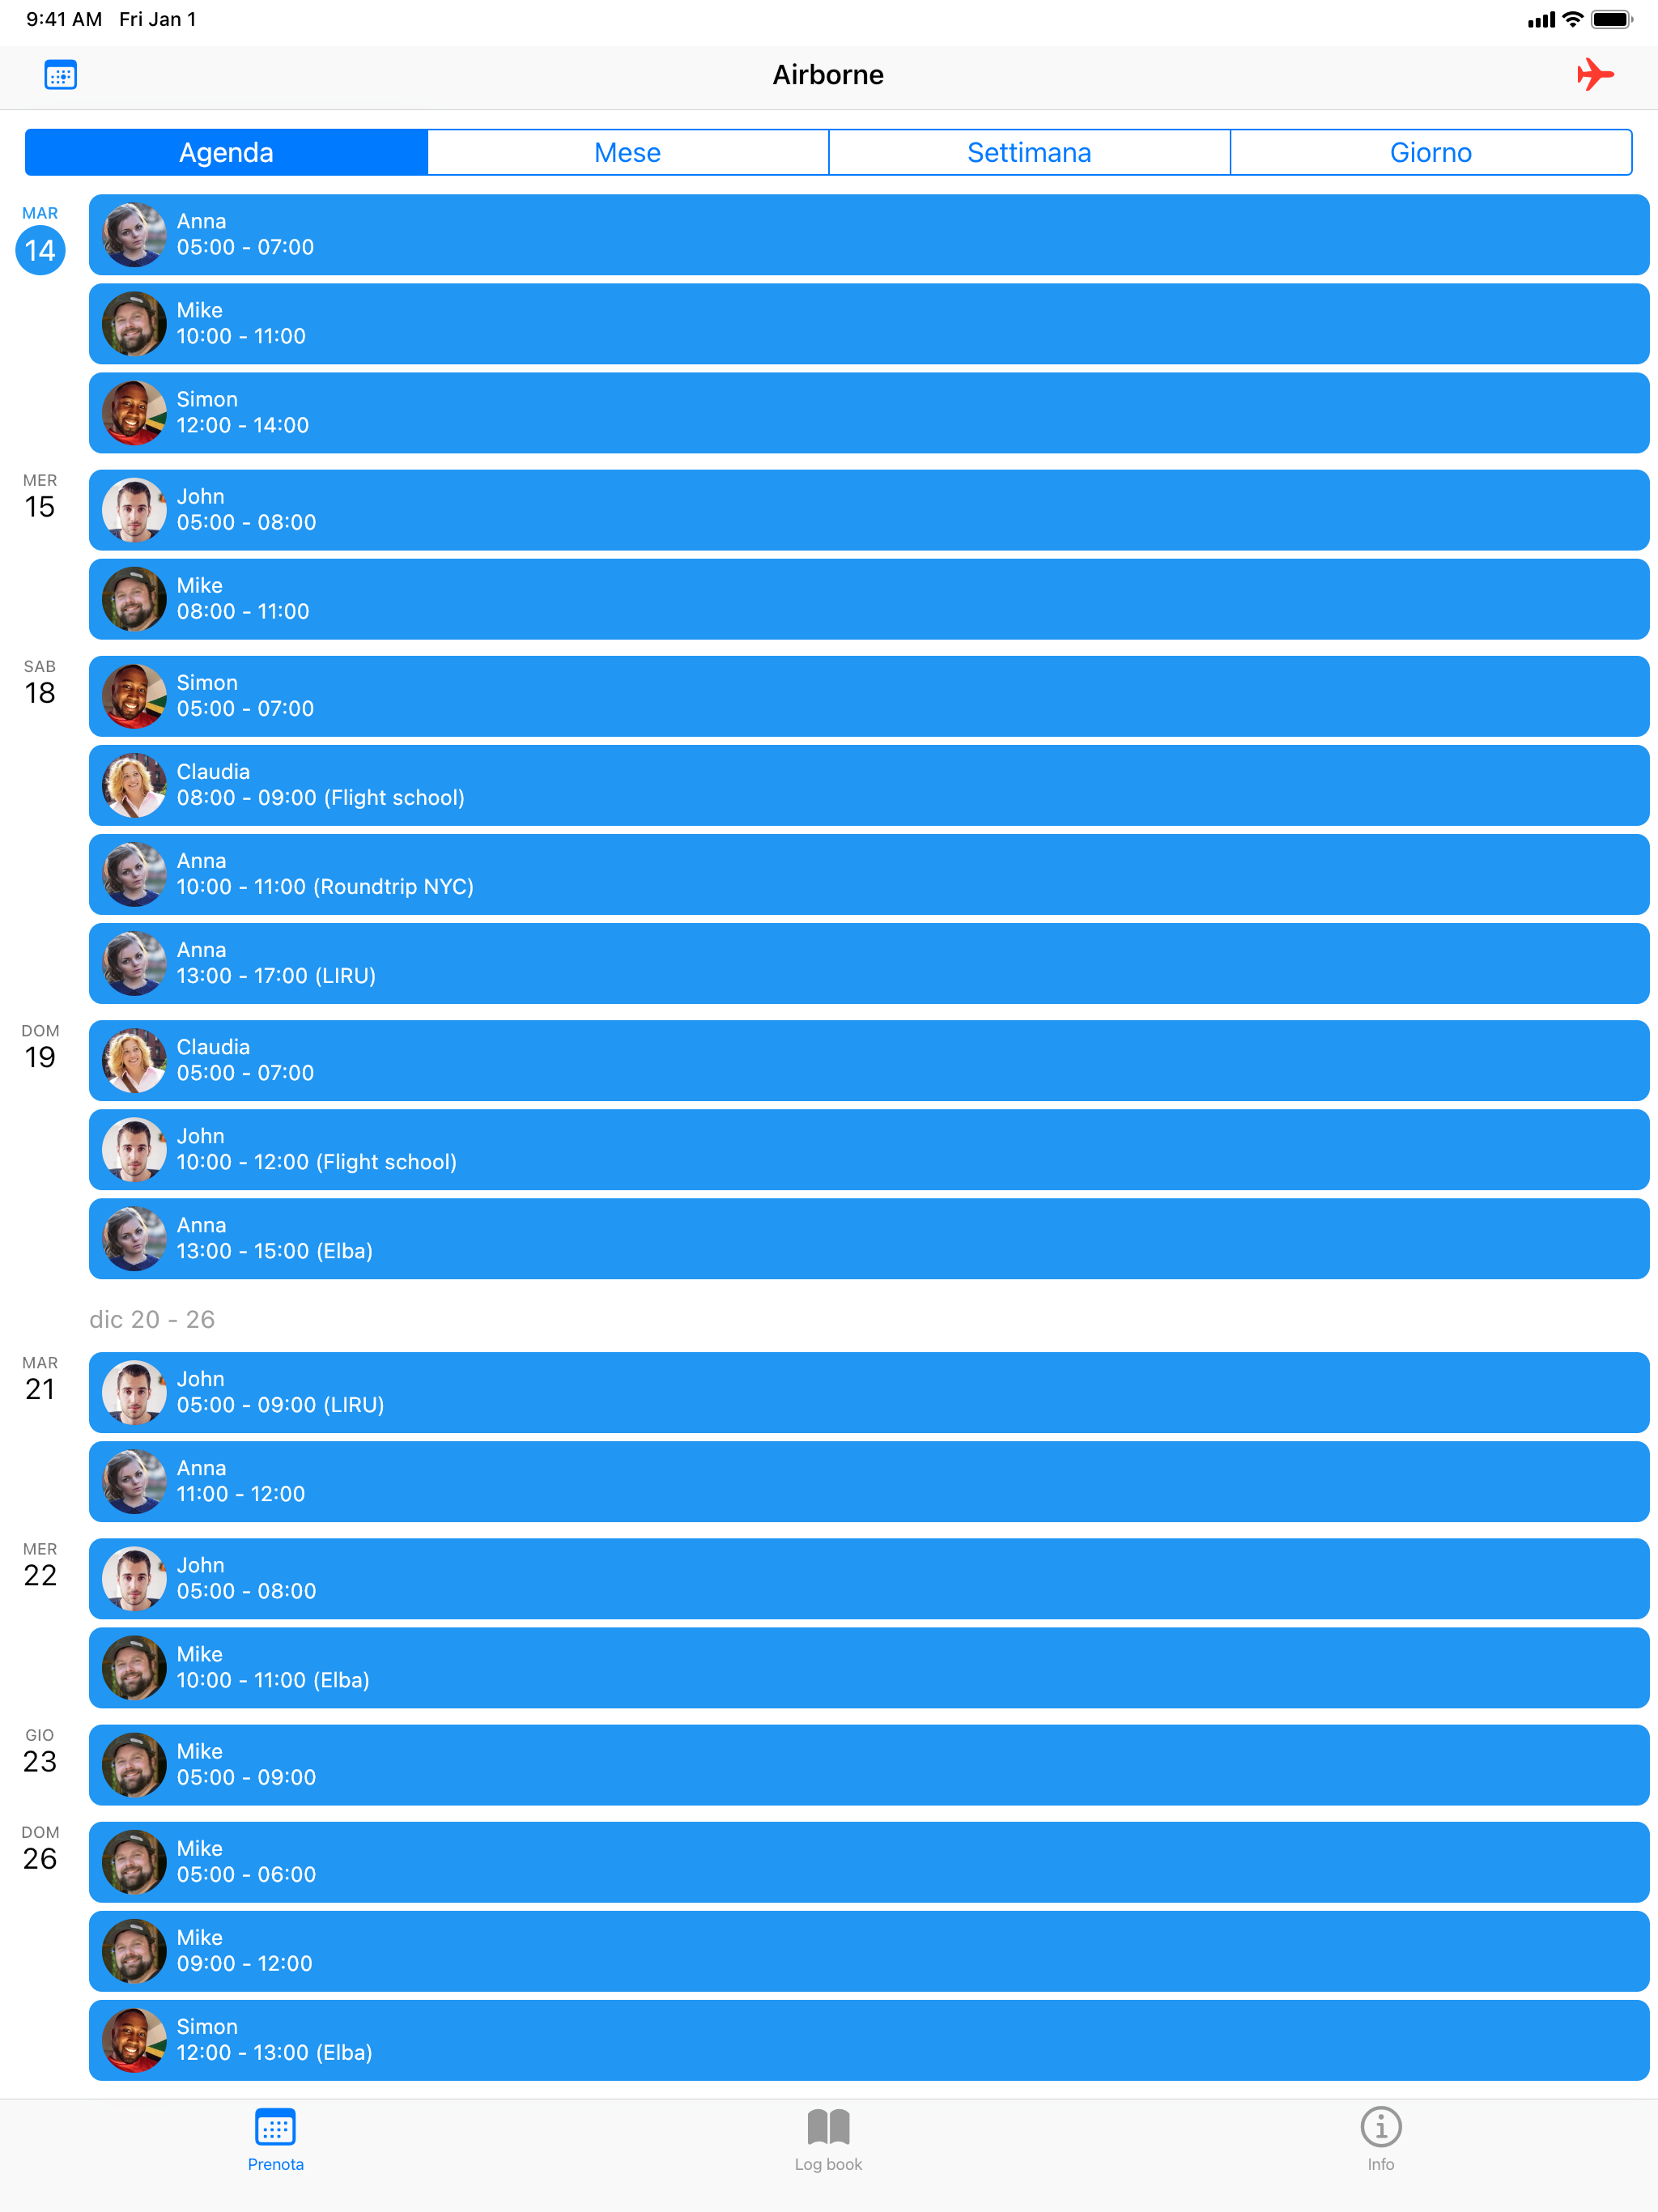 9:41 AM Fri Jan 1
Airborne
Agenda Mese Settimana Giorno
MAR
14
Anna
05:00 - 07:00
Mike
10:00 - 11:00
Simon
12:00 - 14:00
MER
15
John
05:00 - 08:00
Mike
08:00 - 11:00
SAB
18
Simon
05:00 - 07:00
Claudia
08:00 - 09:00 (Flight school)
Anna
10:00 - 11:00 (Roundtrip NYC)
Anna
13:00 - 17:00 (LIRU)
DOM
19
Claudia
05:00 - 07:00
John
10:00 - 12:00 (Flight school)
Anna
13:00 - 15:00 (Elba)
dic 20 - 26
MAR
21
John
05:00 - 09:00 (LIRU)
Anna
11:00 - 12:00
MER
22
John
05:00 - 08:00
Mike
10:00 - 11:00 (Elba)
GIO
23
Mike
05:00 - 09:00
DOM
26
Mike
05:00 - 06:00
Mike
09:00 - 12:00
Simon
12:00 - 13:00 (Elba)
Prenota Log book Info